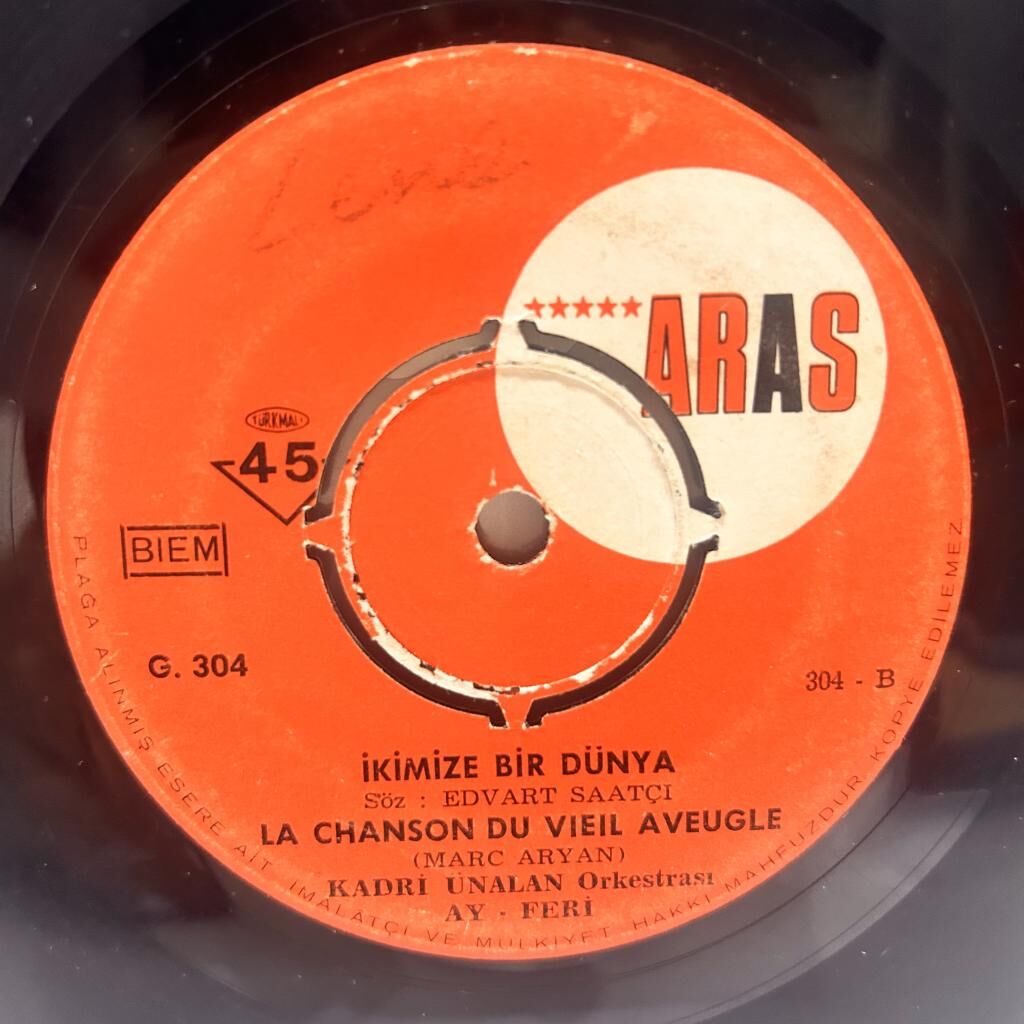 ★★★★★ ARAS
TÜRKMALI
45
BIEM
G. 304
304 - B
İKİMİZE BİR DÜNYA
Söz : EDVART SAATÇI
LA CHANSON DU VIEIL AVEUGLE
(MARC ARYAN)
KADRİ ÜNALAN Orkestrası
AY - FERİ
PLAĞA ALINMIŞ ESERE AİT İMALATÇI VE MÜLKİYET HAKKI MAHFUZDUR KOPYE EDİLEMEZ